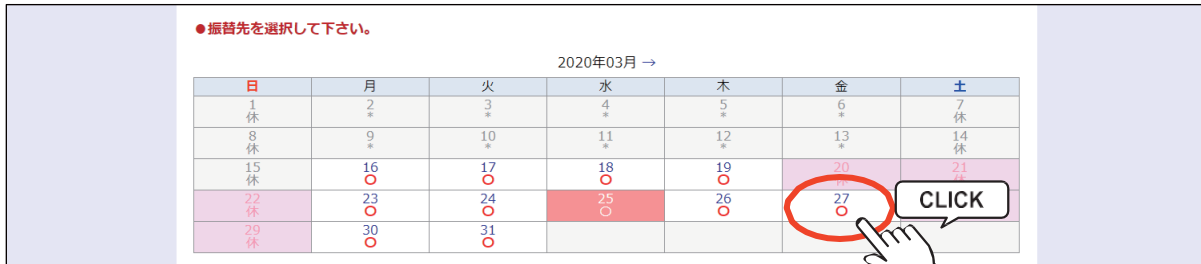 ●振替先を選択して下さい。
2020年03月 →
日 月 火 水 木 金 土
1 2 3 4 5 6 7
休 * * * * * 休
8 9 10 11 12 13 14
休 * * * * * 休
15 16 17 18 19 20 21
休 ○ ○ ○ ○ 休 休
22 23 24 25 26 27
休 ○ ○ ○ ○ ○
CLICK
29 30 31
休 ○ ○